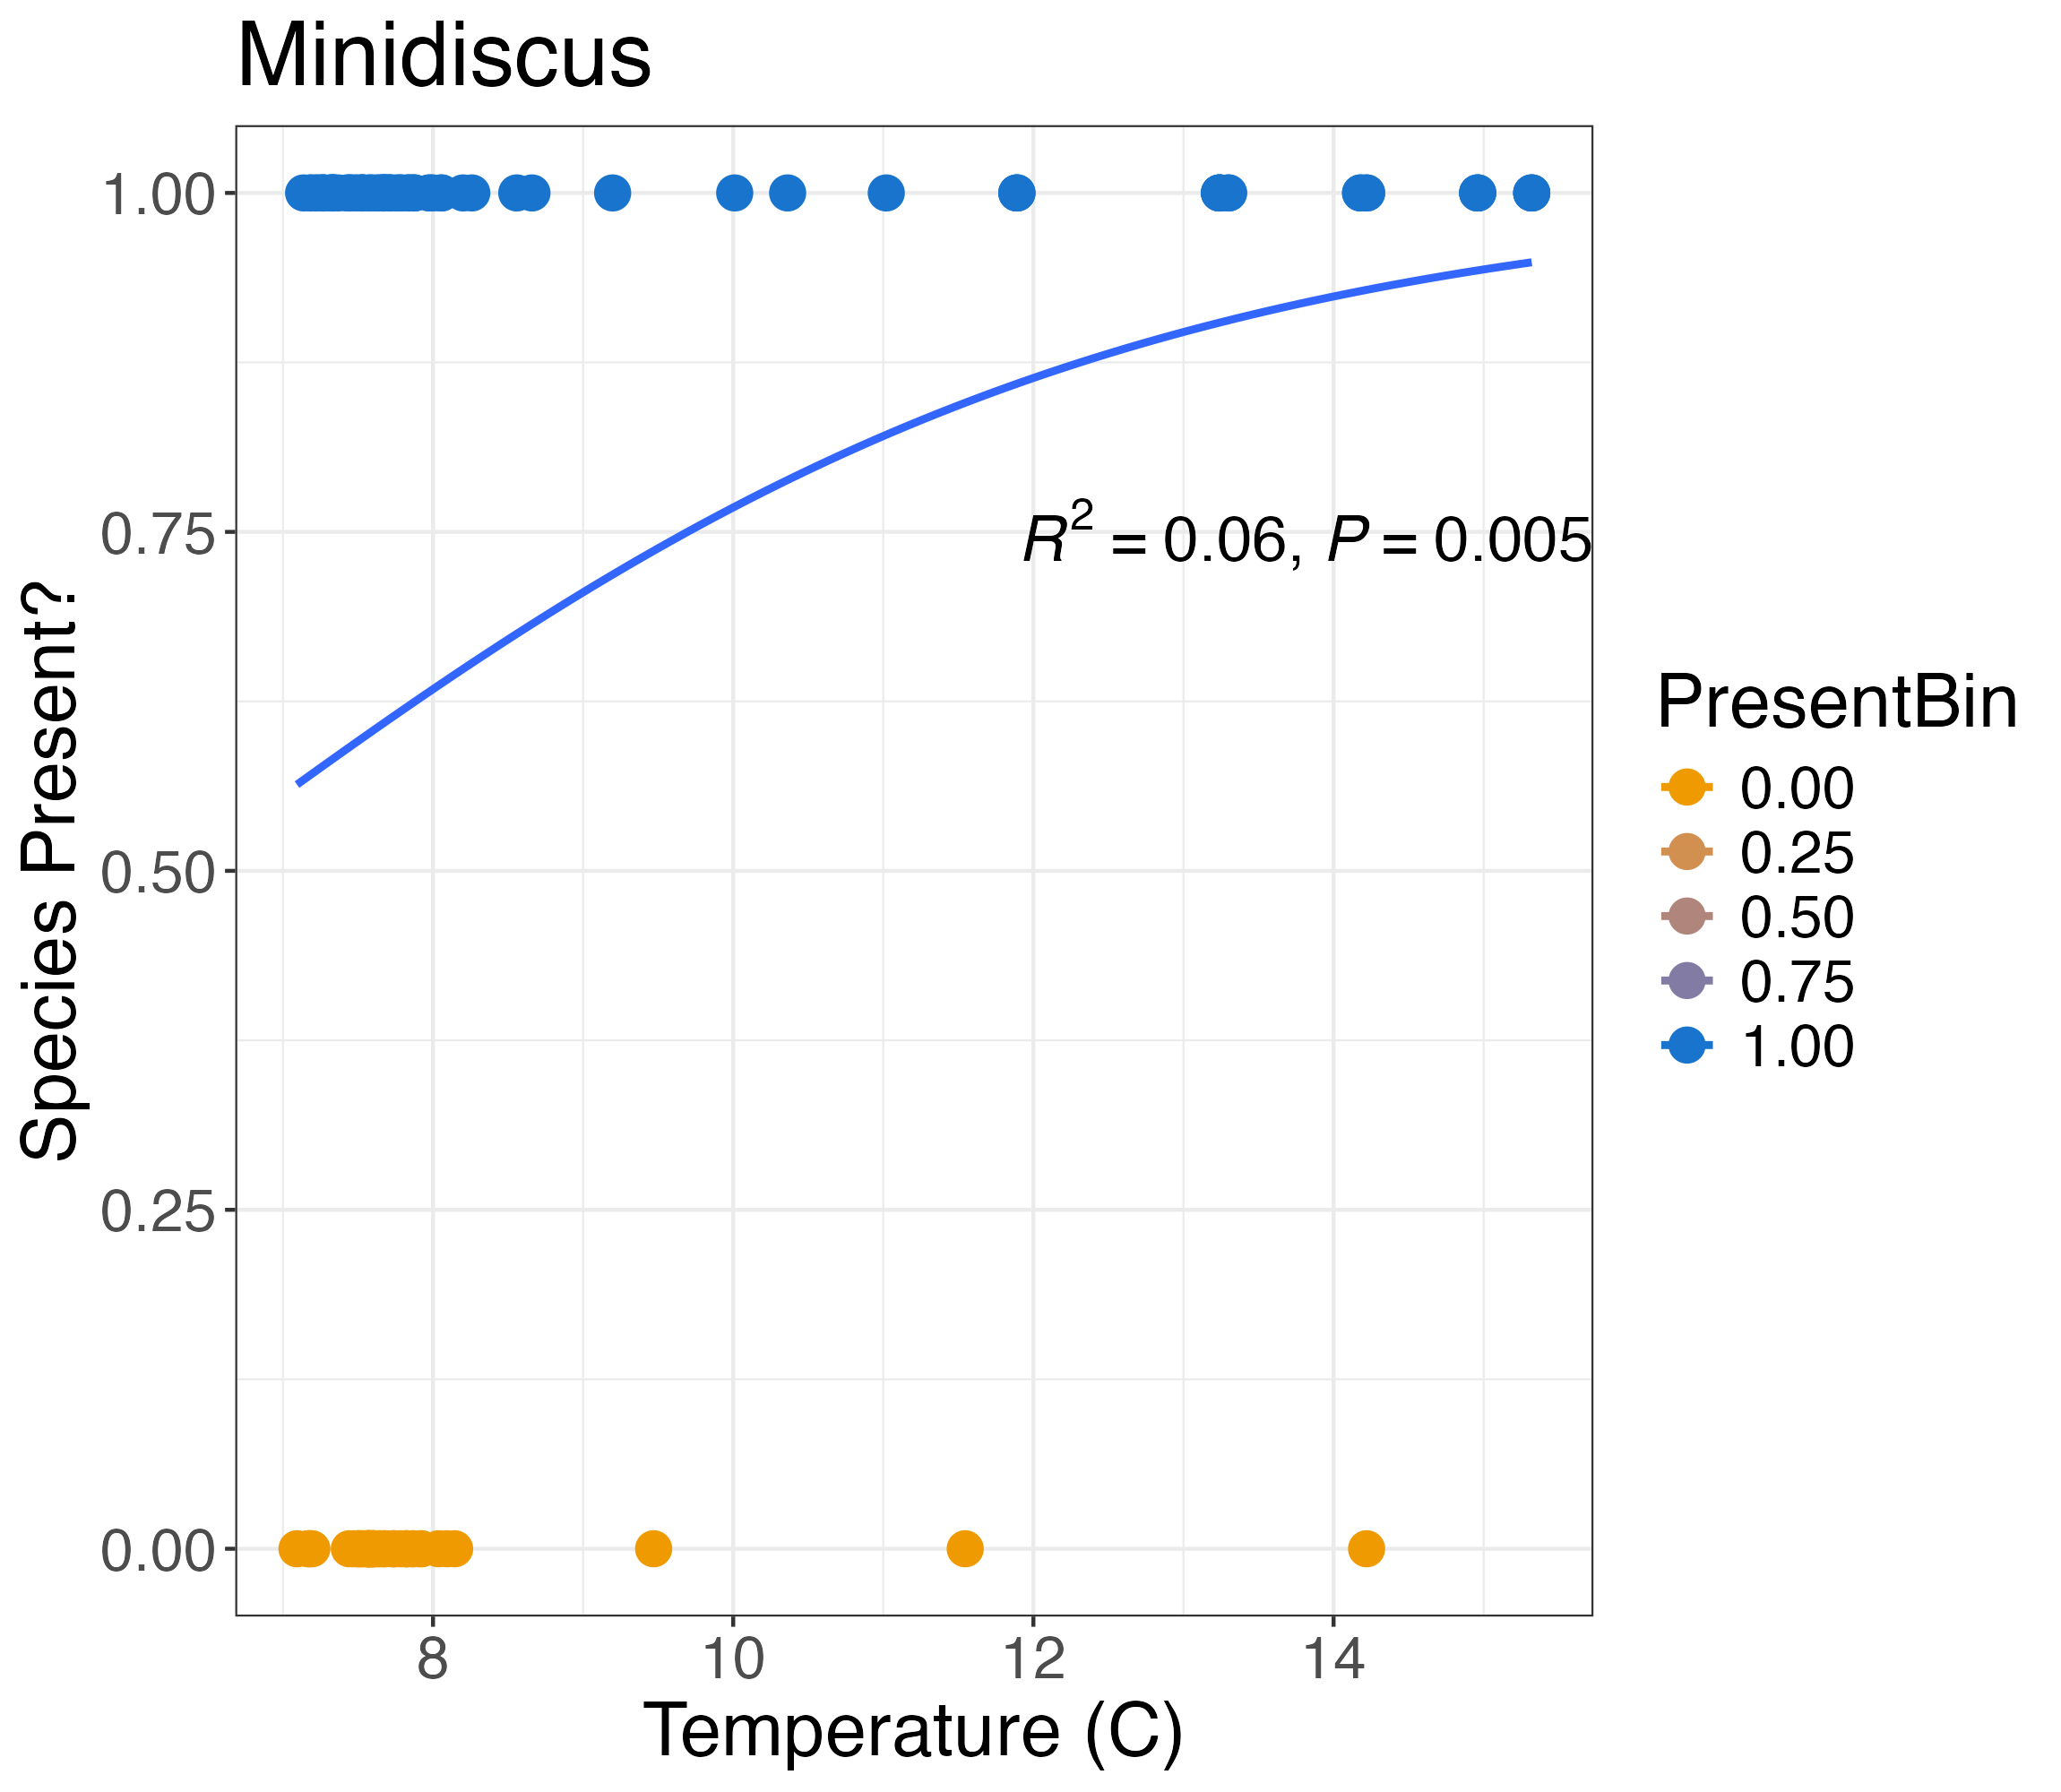 Minidiscus
1.00
0.75
0.50
0.25
0.00
Species Present?
R² = 0.06, P = 0.005
8 10 12 14
Temperature (C)
PresentBin
0.00
0.25
0.50
0.75
1.00